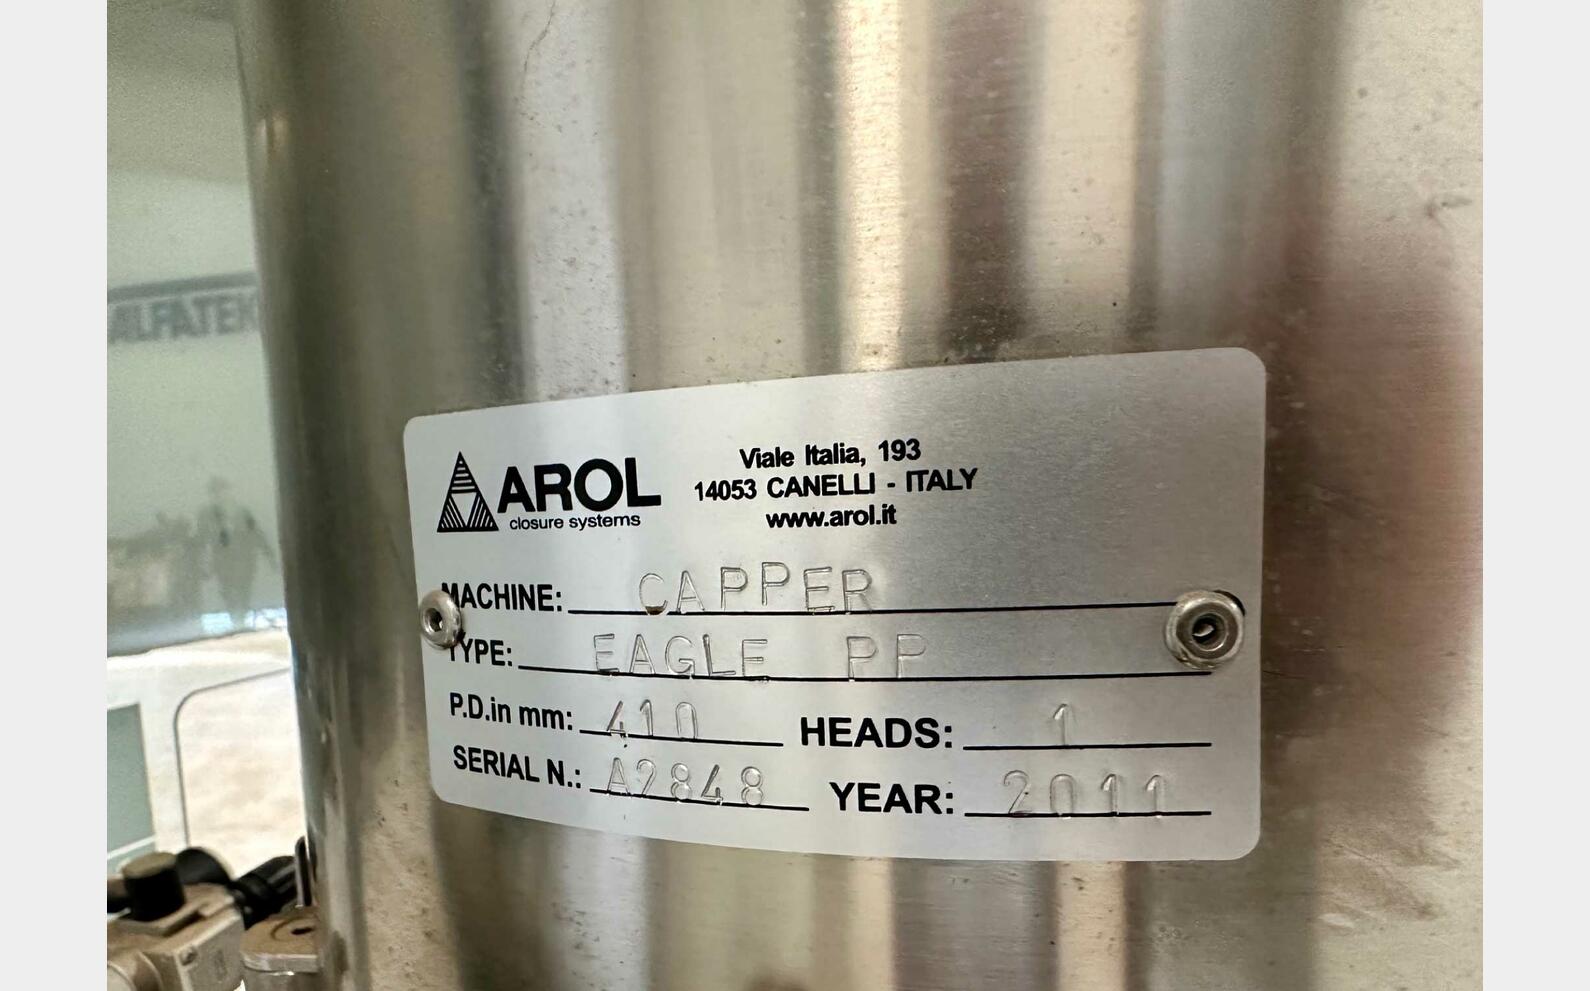 ALFATEK
AROL
closure systems
Viale Italia, 193
14053 CANELLI - ITALY
www.arol.it
MACHINE: CAPPER
TYPE: EAGLE PP
P.D.in mm: 410 HEADS: 1
SERIAL N.: A2848 YEAR: 2011